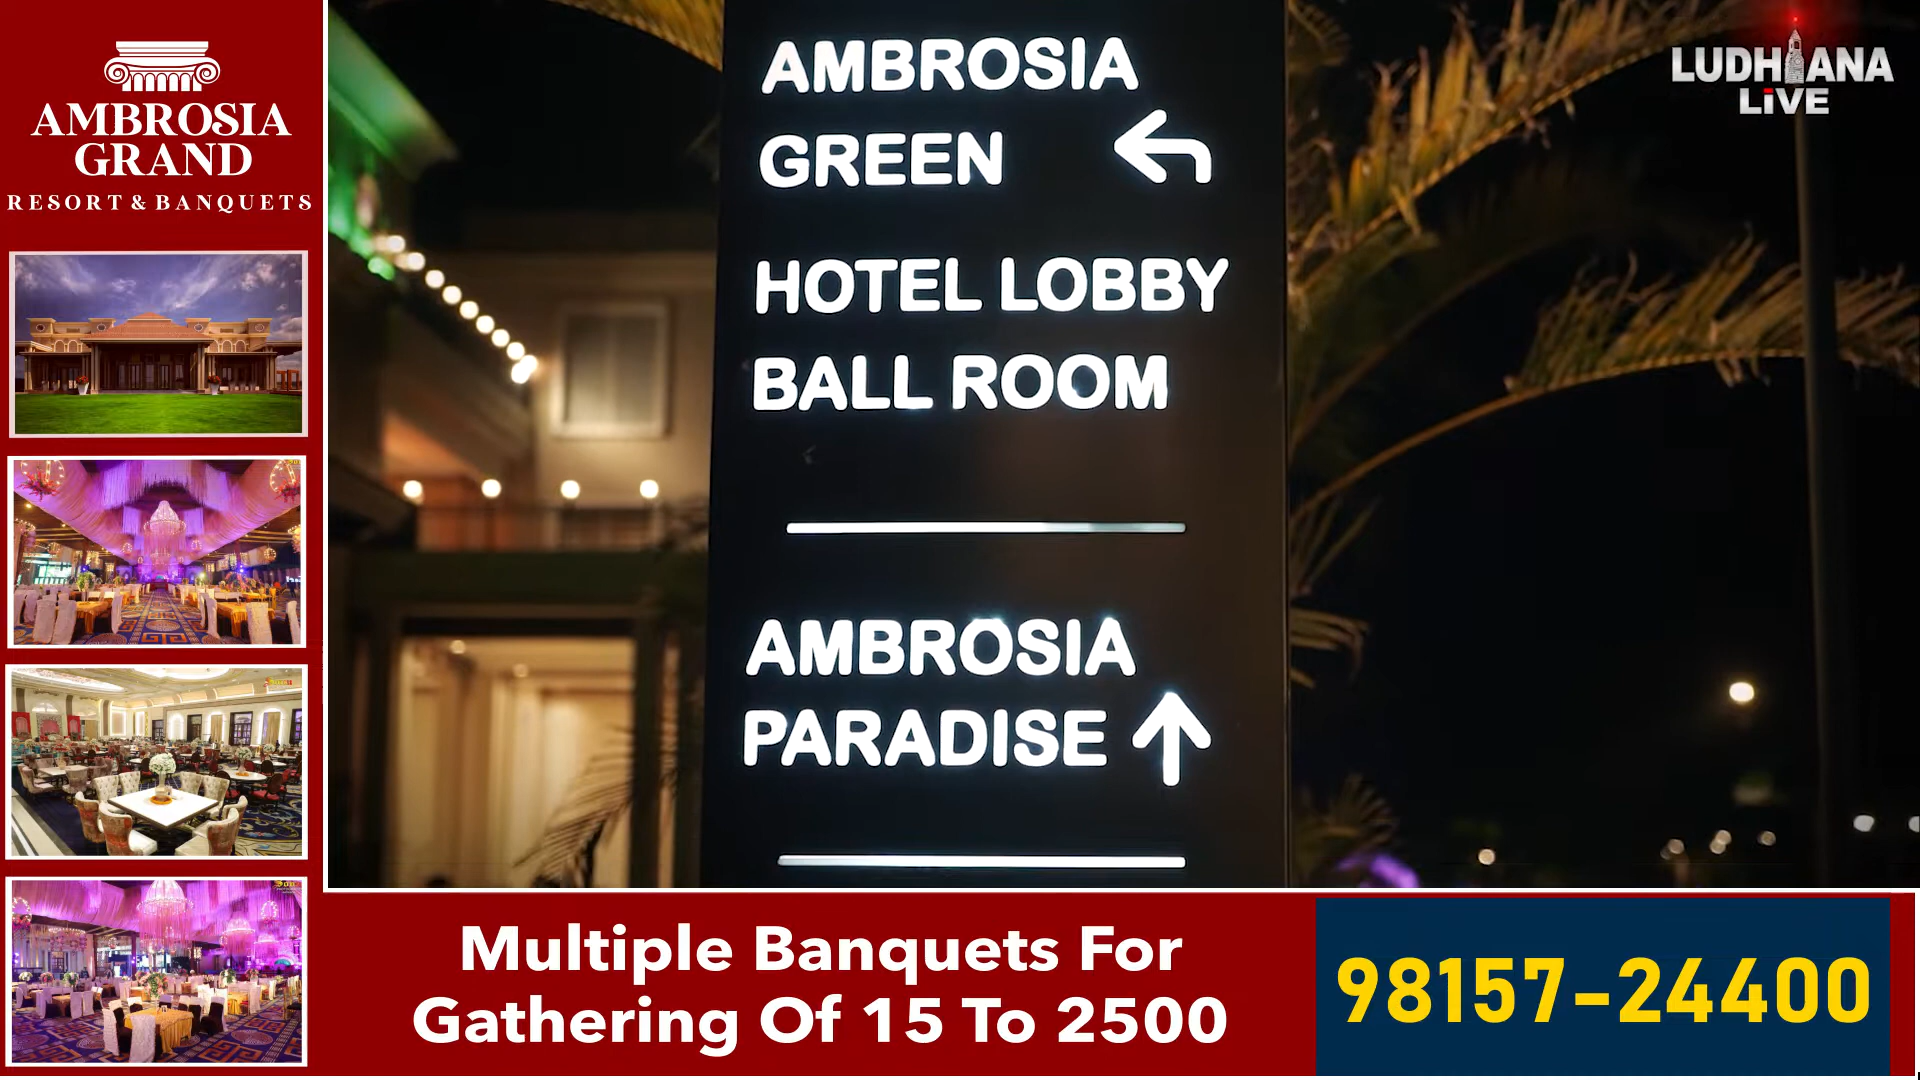 AMBROSIA
GRAND
RESORT & BANQUETS
AMBROSIA
GREEN
HOTEL LOBBY
BALL ROOM
AMBROSIA
PARADISE
LUDHIANA
LiVE
Multiple Banquets For
Gathering Of 15 To 2500
98157-24400